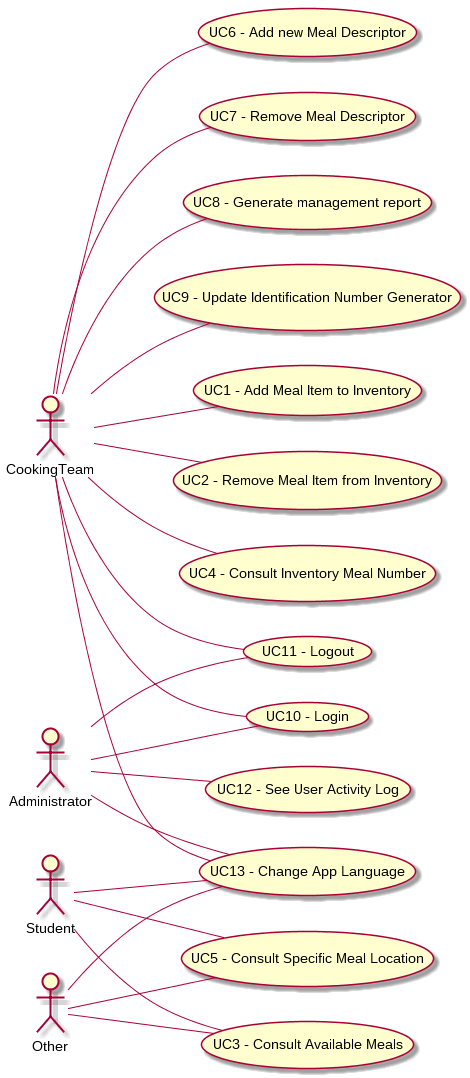 UC6 - Add new Meal Descriptor
UC7 - Remove Meal Descriptor
UC8 - Generate management report
UC9 - Update Identification Number Generator
UC1 - Add Meal Item to Inventory
CookingTeam
UC2 - Remove Meal Item from Inventory
UC4 - Consult Inventory Meal Number
UC11 - Logout
UC10 - Login
UC12 - See User Activity Log
Administrator
UC13 - Change App Language
Student
UC5 - Consult Specific Meal Location
UC3 - Consult Available Meals
Other